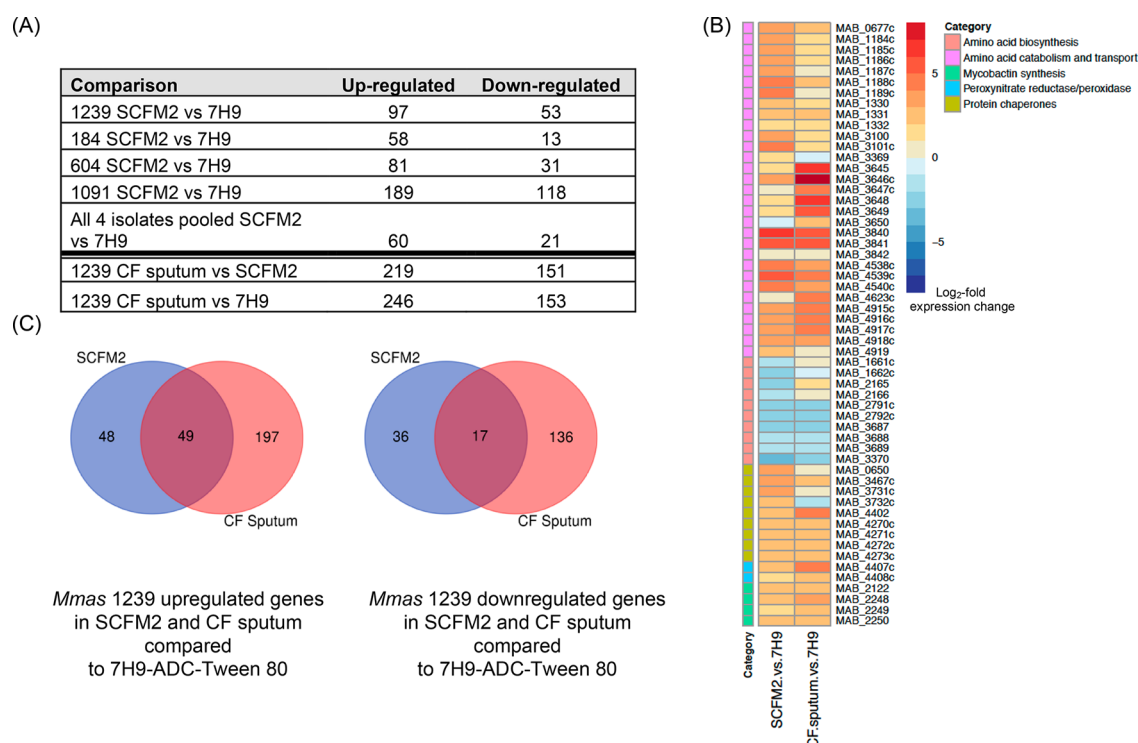 (A)
Comparison Up-regulated Down-regulated
1239 SCFM2 vs 7H9 97 53
184 SCFM2 vs 7H9 58 13
604 SCFM2 vs 7H9 81 31
1091 SCFM2 vs 7H9 189 118
All 4 isolates pooled SCFM2
vs 7H9 60 21
1239 CF sputum vs SCFM2 219 151
1239 CF sputum vs 7H9 246 153
(B)
MAB_0677c
MAB_1184c
MAB_1185c
MAB_1186c
MAB_1187c
MAB_1188c
MAB_1189c
MAB_1330
MAB_1331
MAB_1332
MAB_3100
MAB_3101c
MAB_3369
MAB_3645
MAB_3646c
MAB_3647c
MAB_3648
MAB_3649
MAB_3650
MAB_3840
MAB_3841
MAB_3842
MAB_4538c
MAB_4539c
MAB_4540c
MAB_4623c
MAB_4915c
MAB_4916c
MAB_4917c
MAB_4918c
MAB_4919
MAB_1661c
MAB_1662c
MAB_2165
MAB_2166
MAB_2791c
MAB_2792c
MAB_3687
MAB_3688
MAB_3689
MAB_3370
MAB_0650
MAB_3467c
MAB_3731c
MAB_3732c
MAB_4402
MAB_4270c
MAB_4271c
MAB_4272c
MAB_4273c
MAB_4407c
MAB_4408c
MAB_2122
MAB_2248
MAB_2249
MAB_2250
Category
SCFM2.vs.7H9
CF.sputum.vs.7H9
5
0
−5
Log2-fold
expression change
Category
Amino acid biosynthesis
Amino acid catabolism and transport
Mycobactin synthesis
Peroxynitrate reductase/peroxidase
Protein chaperones
(C)
SCFM2
48 49 197
CF Sputum
Mmas 1239 upregulated genes
in SCFM2 and CF sputum
compared
to 7H9-ADC-Tween 80
SCFM2
36 17 136
CF Sputum
Mmas 1239 downregulated genes
in SCFM2 and CF sputum
compared
to 7H9-ADC-Tween 80